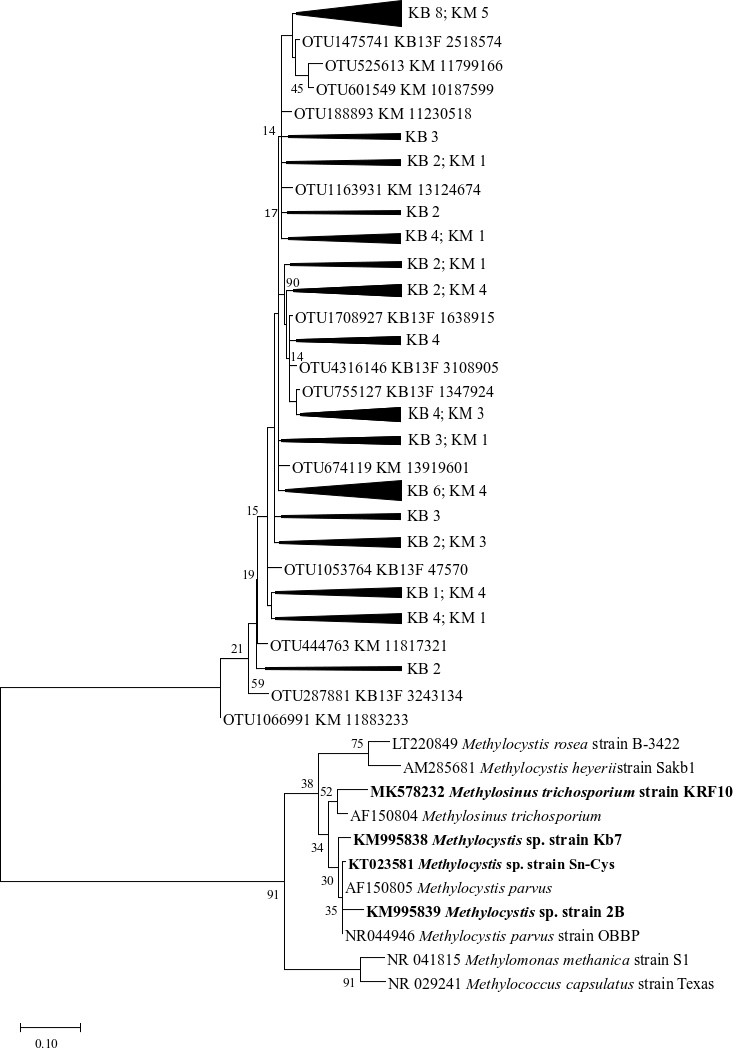 KB 8; KM 5
OTU1475741 KB13F 2518574
OTU525613 KM 11799166
45
OTU601549 KM 10187599
OTU188893 KM 11230518
14
KB 3
KB 2; KM 1
OTU1163931 KM 13124674
17
KB 2
KB 4; KM 1
KB 2; KM 1
90
KB 2; KM 4
OTU1708927 KB13F 1638915
KB 4
14
OTU4316146 KB13F 3108905
OTU755127 KB13F 1347924
KB 4; KM 3
KB 3; KM 1
OTU674119 KM 13919601
KB 6; KM 4
15
KB 3
KB 2; KM 3
OTU1053764 KB13F 47570
19
KB 1; KM 4
KB 4; KM 1
OTU444763 KM 11817321
21
KB 2
59
OTU287881 KB13F 3243134
OTU1066991 KM 11883233
75
LT220849 Methylocystis rosea strain B-3422
AM285681 Methylocystis heyeriistrain Sakb1
38
52
MK578232 Methylosinus trichosporium strain KRF10
AF150804 Methylosinus trichosporium
34
KM995838 Methylocystis sp. strain Kb7
KT023581 Methylocystis sp. strain Sn-Cys
30
AF150805 Methylocystis parvus
91
35
KM995839 Methylocystis sp. strain 2B
NR044946 Methylocystis parvus strain OBBP
NR 041815 Methylomonas methanica strain S1
91
NR 029241 Methylococcus capsulatus strain Texas
0.10